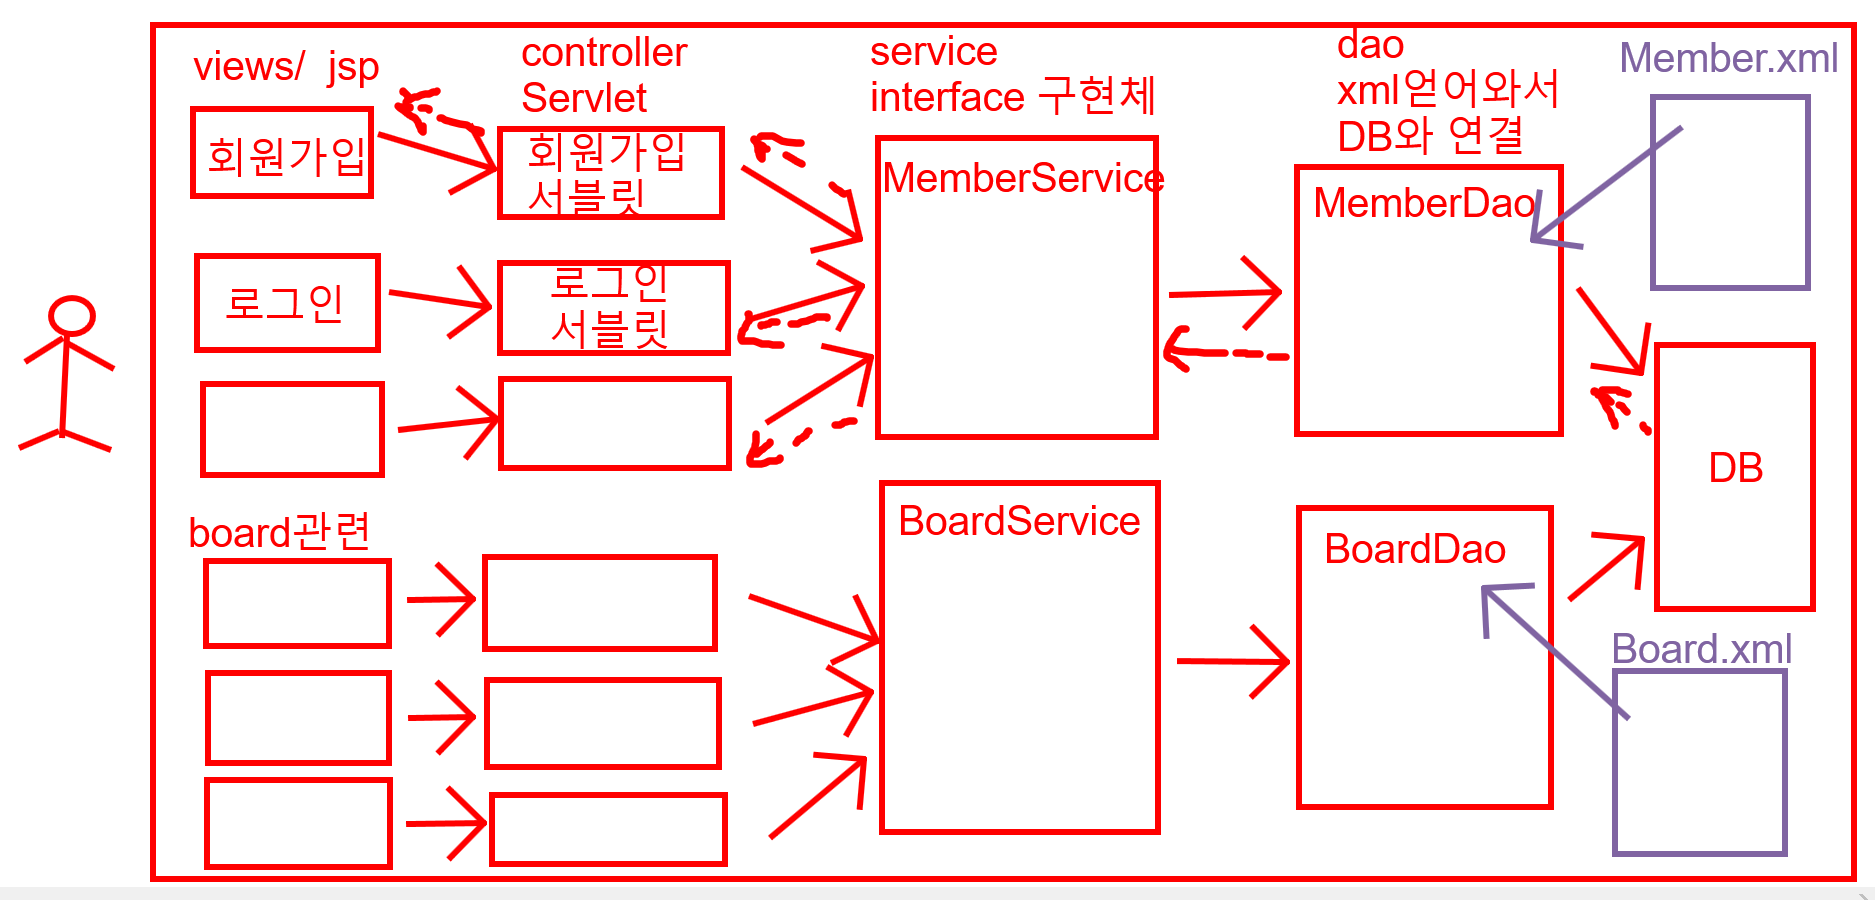 views/ jsp
controller
Servlet
service
interface 구현체
dao
xml얻어와서
DB와 연결
Member.xml
회원가입
회원가입
서블릿
MemberService
MemberDao
로그인
로그인
서블릿
DB
board관련
BoardService
BoardDao
Board.xml